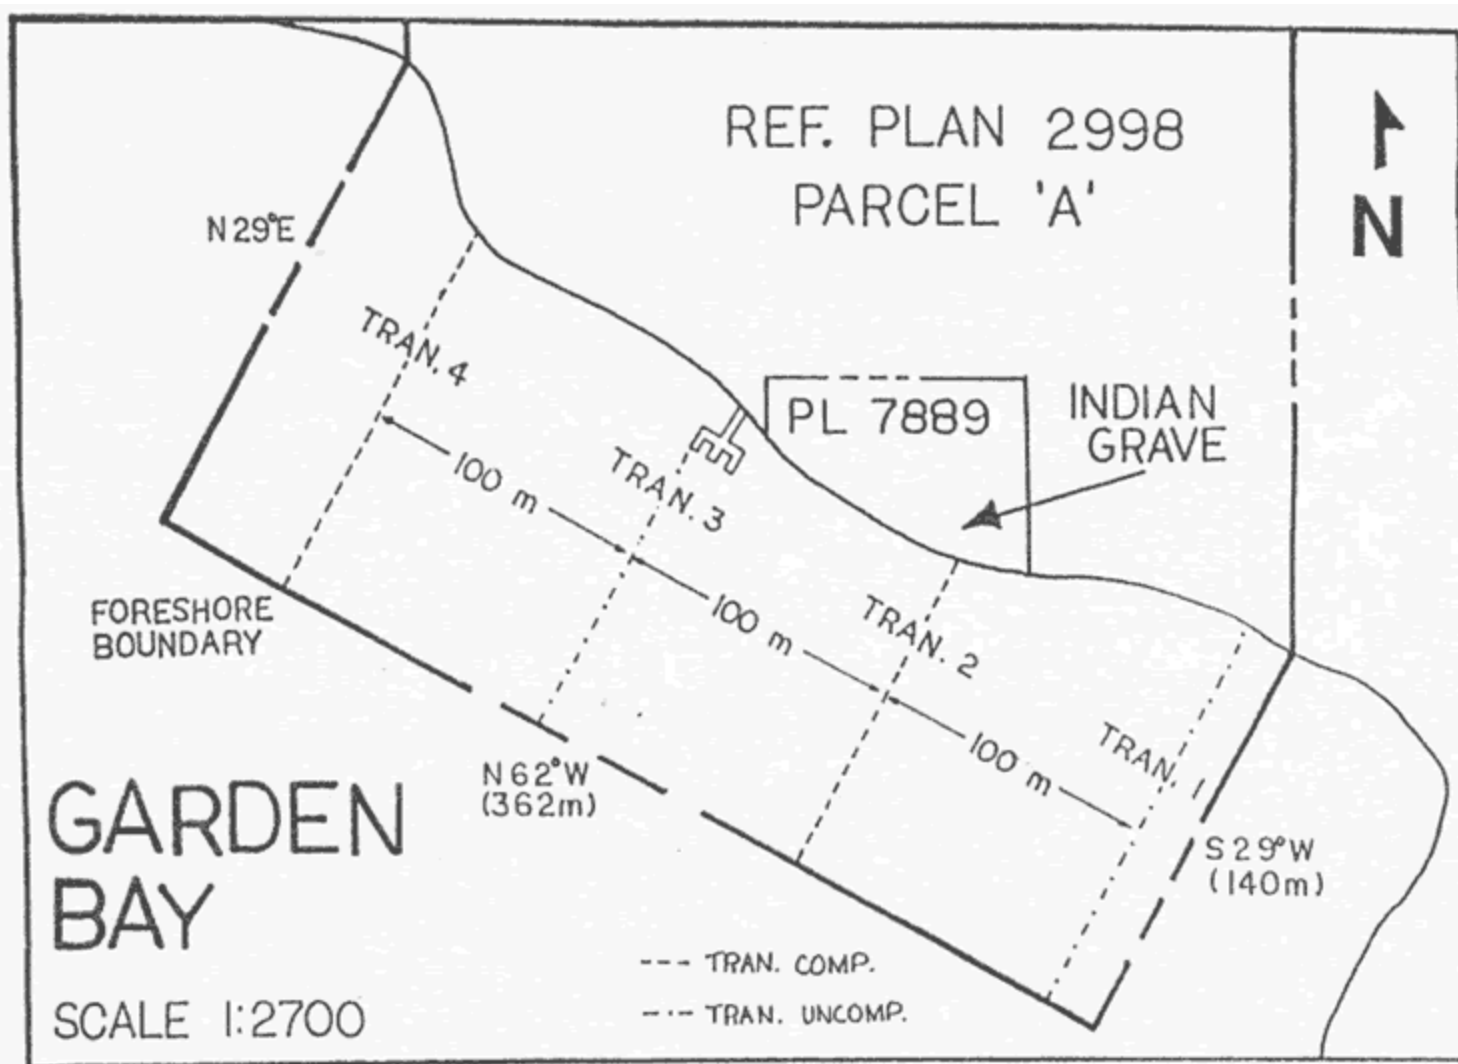 REF. PLAN 2998
PARCEL 'A'
N
N 29°E
TRAN. 4
PL 7889
INDIAN
GRAVE
100 m
TRAN. 3
100 m
TRAN. 2
FORESHORE
BOUNDARY
100 m
TRAN. 1
N 62°W
(362m)
S 29°W
(140m)
GARDEN
BAY
SCALE 1:2700
--- TRAN. COMP.
-·-·- TRAN. UNCOMP.